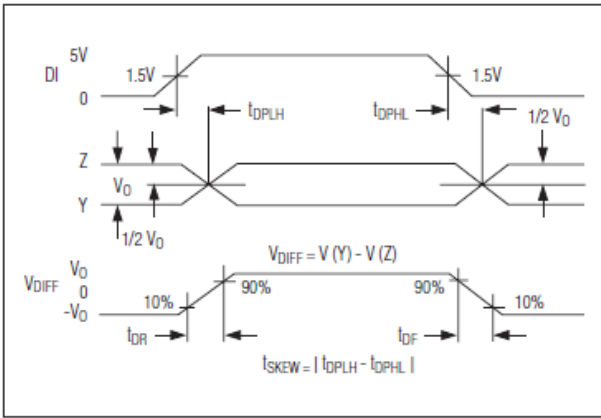 5V
DI
1.5V
1.5V
0
tDPLH
tDPHL
1/2 VO
Z
VO
Y
1/2 VO
VDIFF = V (Y) - V (Z)
VO
VDIFF 0
90%
90%
10%
10%
-VO
tDR
tDF
tSKEW = | tDPLH - tDPHL |